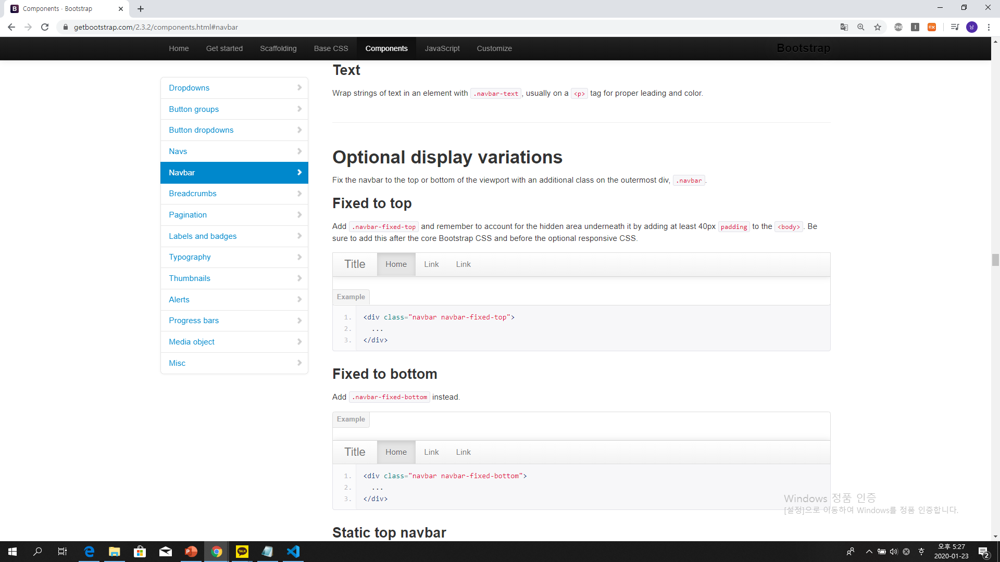 Components · Bootstrap
getbootstrap.com/2.3.2/components.html#navbar
남
Home Get started Scaffolding Base CSS Components JavaScript Customize Bootstrap
Dropdowns
Button groups
Button dropdowns
Navs
Navbar
Breadcrumbs
Pagination
Labels and badges
Typography
Thumbnails
Alerts
Progress bars
Media object
Misc
Text
Wrap strings of text in an element with .navbar-text, usually on a <p> tag for proper leading and color.
Optional display variations
Fix the navbar to the top or bottom of the viewport with an additional class on the outermost div, .navbar.
Fixed to top
Add .navbar-fixed-top and remember to account for the hidden area underneath it by adding at least 40px padding to the <body>. Be
sure to add this after the core Bootstrap CSS and before the optional responsive CSS.
Title Home Link Link
Example
1. <div class="navbar navbar-fixed-top">
2. ...
3. </div>
Fixed to bottom
Add .navbar-fixed-bottom instead.
Example
Title Home Link Link
1. <div class="navbar navbar-fixed-bottom">
2. ...
3. </div>
Static top navbar
Windows 정품 인증
[설정]으로 이동하여 Windows를 정품 인증합니다.
TALK
오후 5:27
2020-01-23
2